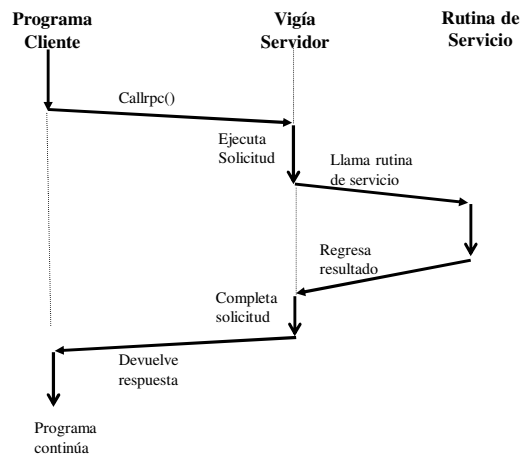 Programa
Cliente
Vigía
Servidor
Rutina de
Servicio
Callrpc()
Ejecuta
Solicitud
Llama rutina
de servicio
Regresa
resultado
Completa
solicitud
Devuelve
respuesta
Programa
continúa